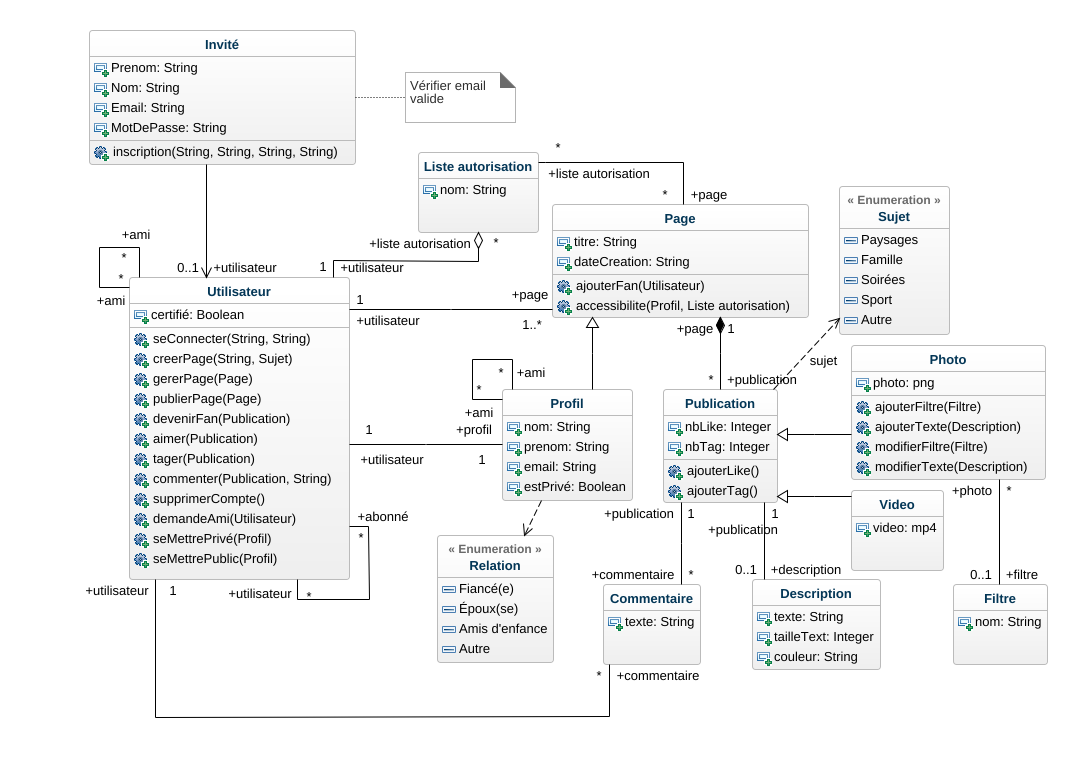 Invité
Prenom: String
Nom: String
Email: String
MotDePasse: String
inscription(String, String, String, String)
Vérifier email
valide
Liste autorisation
nom: String
*
+liste autorisation
*
+page
Page
titre: String
dateCreation: String
ajouterFan(Utilisateur)
accessibilite(Profil, Liste autorisation)
« Enumeration »
Sujet
Paysages
Famille
Soirées
Sport
Autre
+ami
*
*
+ami
0..1
+utilisateur
+liste autorisation
*
1
+utilisateur
Utilisateur
certifié: Boolean
seConnecter(String, String)
creerPage(String, Sujet)
gererPage(Page)
publierPage(Page)
devenirFan(Publication)
aimer(Publication)
tager(Publication)
commenter(Publication, String)
supprimerCompte()
demandeAmi(Utilisateur)
seMettrePrivé(Profil)
seMettrePublic(Profil)
1
+utilisateur
+page
1..*
+page
1
*
+publication
sujet
*
+ami
*
+ami
+profil
1
+utilisateur
1
Profil
nom: String
prenom: String
email: String
estPrivé: Boolean
Publication
nbLike: Integer
nbTag: Integer
ajouterLike()
ajouterTag()
Photo
photo: png
ajouterFiltre(Filtre)
ajouterTexte(Description)
modifierFiltre(Filtre)
modifierTexte(Description)
Video
video: mp4
+photo
*
0..1
+filtre
Filtre
nom: String
+publication
1
1
+publication
+commentaire
*
0..1
+description
« Enumeration »
Relation
Fiancé(e)
Époux(se)
Amis d'enfance
Autre
Commentaire
texte: String
Description
texte: String
tailleText: Integer
couleur: String
+abonné
*
+utilisateur
*
+utilisateur
1
*
+commentaire